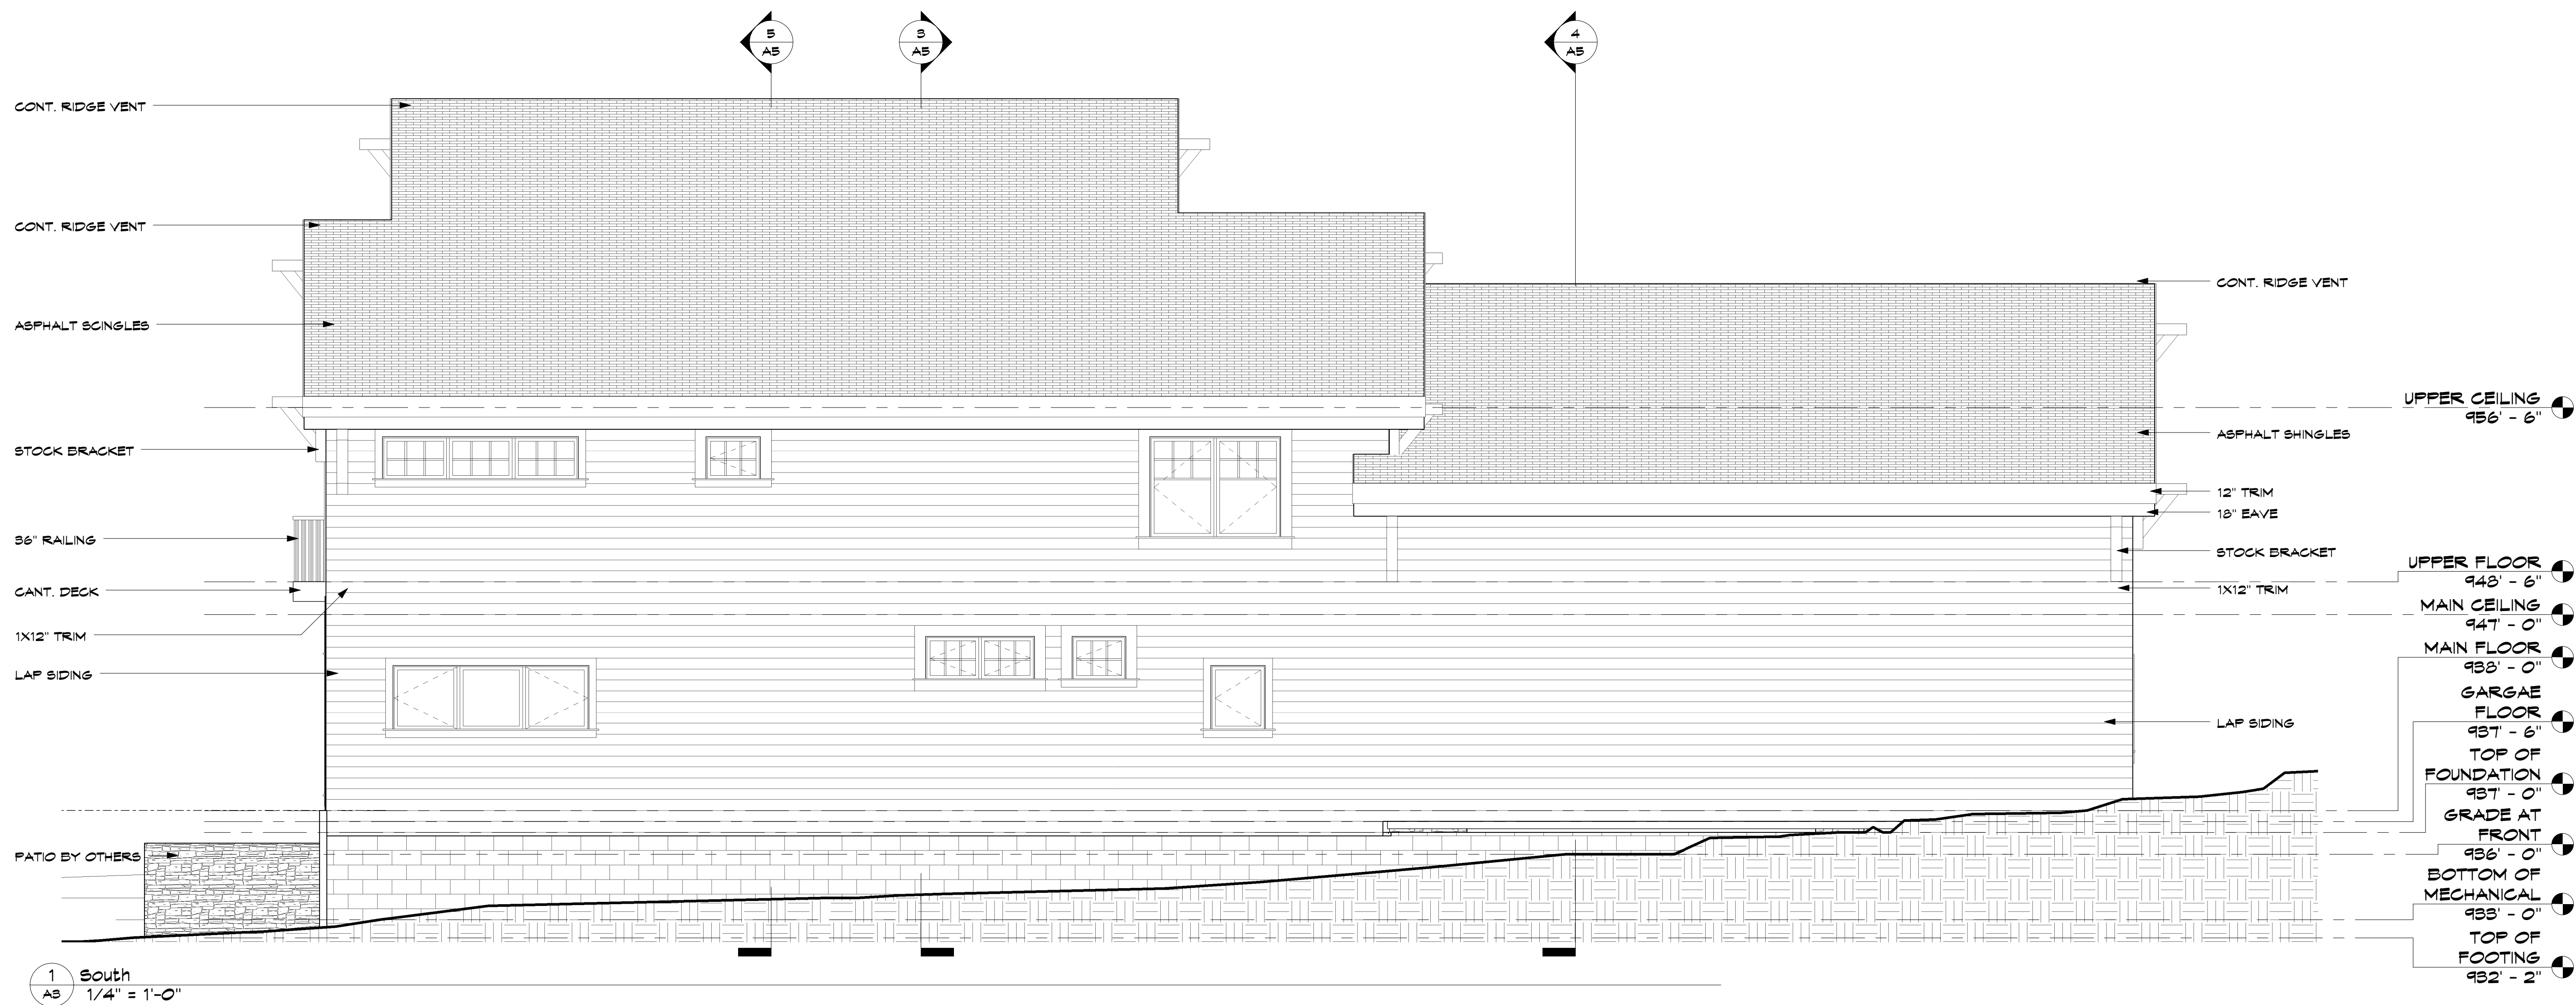 5
A5
3
A5
4
A5
CONT. RIDGE VENT
CONT. RIDGE VENT
ASPHALT SCINGLES
STOCK BRACKET
36" RAILING
CANT. DECK
1X12" TRIM
LAP SIDING
PATIO BY OTHERS
CONT. RIDGE VENT
ASPHALT SHINGLES
12" TRIM
18" EAVE
STOCK BRACKET
1X12" TRIM
LAP SIDING
UPPER CEILING
956' - 6"
UPPER FLOOR
948' - 6"
MAIN CEILING
947' - 0"
MAIN FLOOR
938' - 0"
GARGAE
FLOOR
937' - 6"
TOP OF
FOUNDATION
937' - 0"
GRADE AT
FRONT
936' - 0"
BOTTOM OF
MECHANICAL
933' - 0"
TOP OF
FOOTING
932' - 2"
1
A3
South
1/4" = 1'-0"